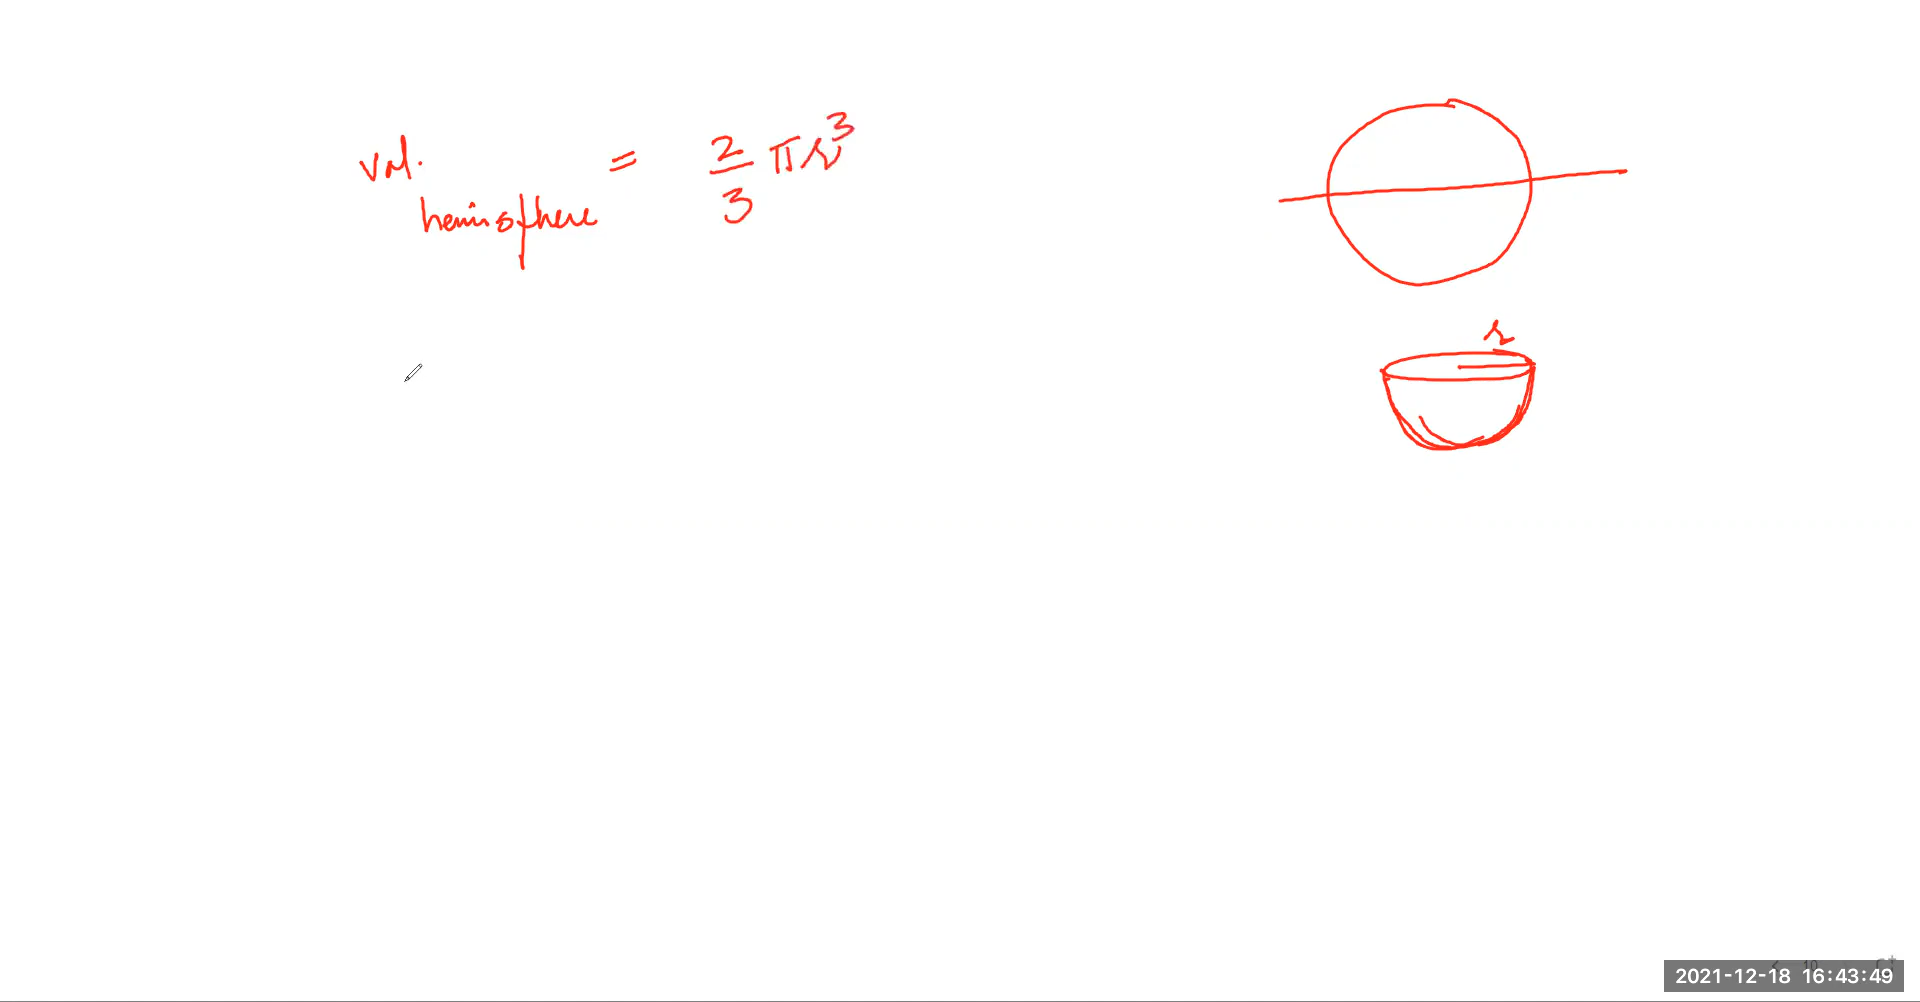 vol. = 2/3 πr³
hemisphere
r
2021-12-18 16:43:49